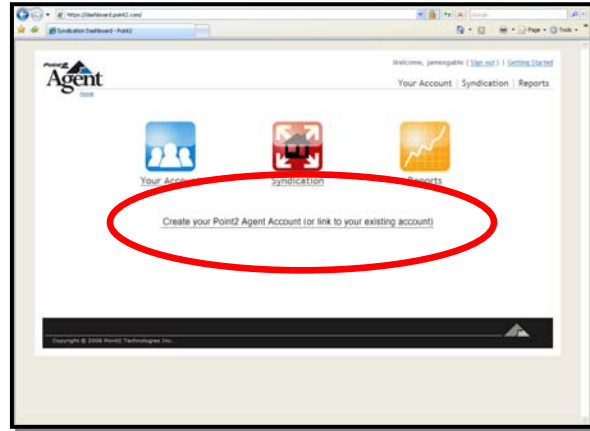 https://dashboard.point2.com/
Syndication Dashboard - Point2
Page
Tools
Welcome, jamesgable ( Sign out ) | Getting Started
Point2
Agent
home
Your Account | Syndication | Reports
Your Account
Syndication
Reports
Create your Point2 Agent Account (or link to your existing account)
Copyright © 2008 Point2 Technologies Inc.